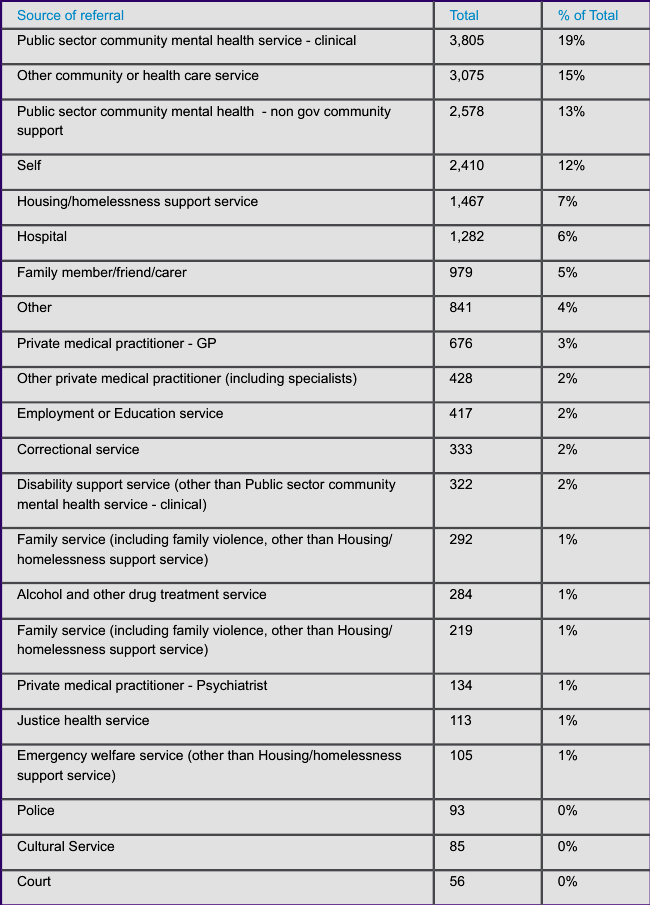 Source of referral Total % of Total
Public sector community mental health service - clinical 3,805 19%
Other community or health care service 3,075 15%
Public sector community mental health  - non gov community 2,578 13%
support
Self 2,410 12%
Housing/homelessness support service 1,467 7%
Hospital 1,282 6%
Family member/friend/carer 979 5%
Other 841 4%
Private medical practitioner - GP 676 3%
Other private medical practitioner (including specialists) 428 2%
Employment or Education service 417 2%
Correctional service 333 2%
Disability support service (other than Public sector community 322 2%
mental health service - clinical)
Family service (including family violence, other than Housing/ 292 1%
homelessness support service)
Alcohol and other drug treatment service 284 1%
Family service (including family violence, other than Housing/ 219 1%
homelessness support service)
Private medical practitioner - Psychiatrist 134 1%
Justice health service 113 1%
Emergency welfare service (other than Housing/homelessness 105 1%
support service)
Police 93 0%
Cultural Service 85 0%
Court 56 0%